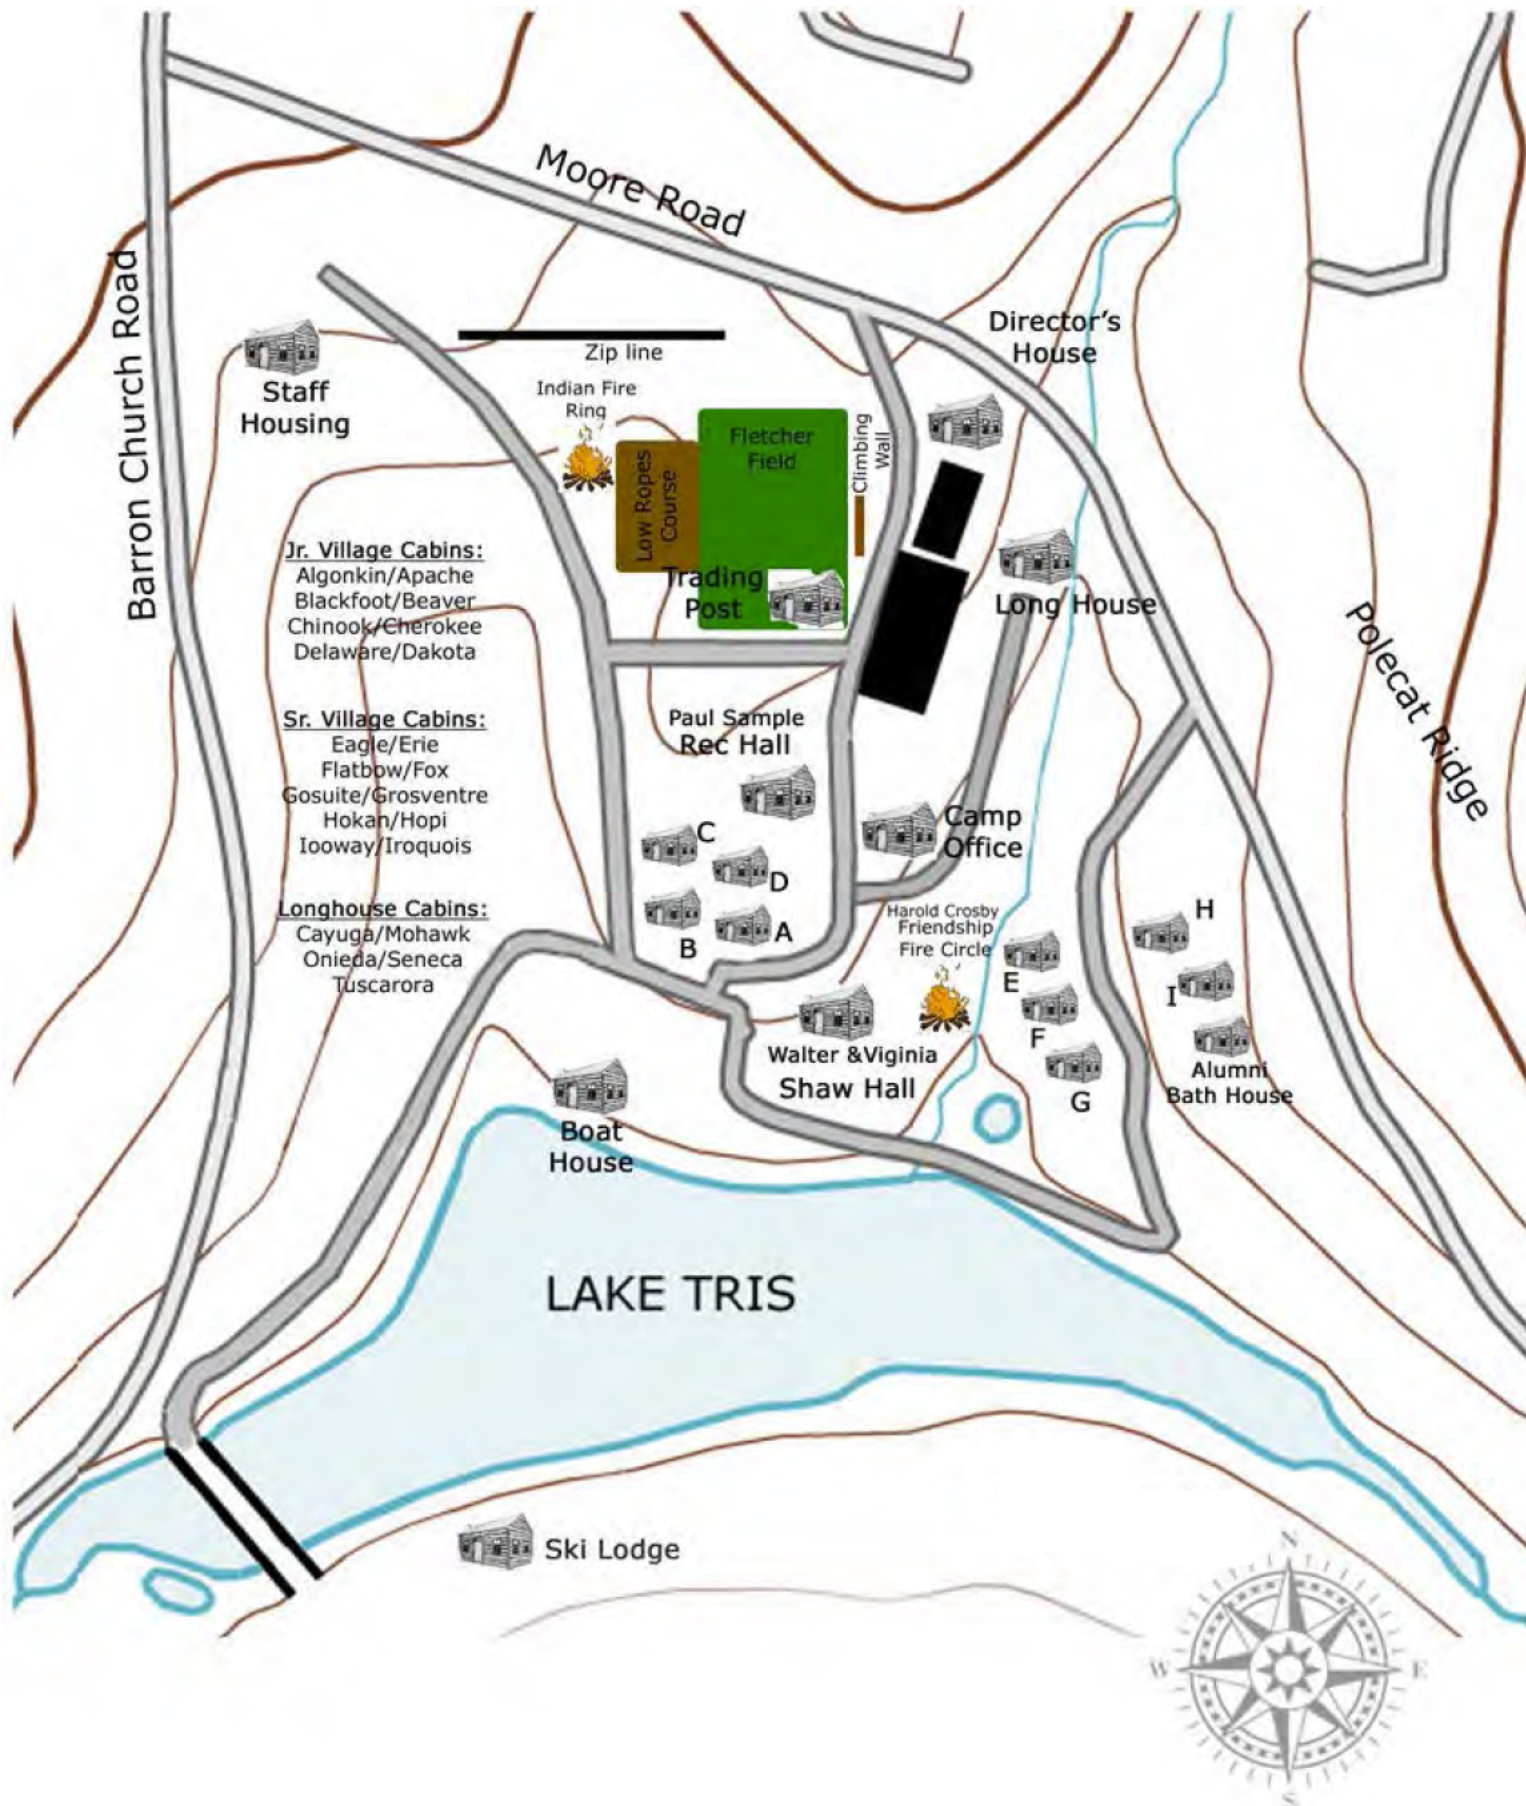 Moore Road
Barron Church Road
Director's
House
Zip line
Staff
Housing
Indian Fire
Ring
Low Ropes
Course
Fletcher
Field
Climbing
Wall
Trading
Post
Long House
Polecat Ridge
Jr. Village Cabins:
Algonkin/Apache
Blackfoot/Beaver
Chinook/Cherokee
Delaware/Dakota
Sr. Village Cabins:
Eagle/Erie
Flatbow/Fox
Gosuite/Grosventre
Hokan/Hopi
Iooway/Iroquois
Longhouse Cabins:
Cayuga/Mohawk
Onieda/Seneca
Tuscarora
Paul Sample
Rec Hall
C
D
B
A
Camp
Office
Harold Crosby
Friendship
Fire Circle
E
F
G
H
I
Alumni
Bath House
Walter &Viginia
Shaw Hall
Boat
House
LAKE TRIS
Ski Lodge
N
W
E
S